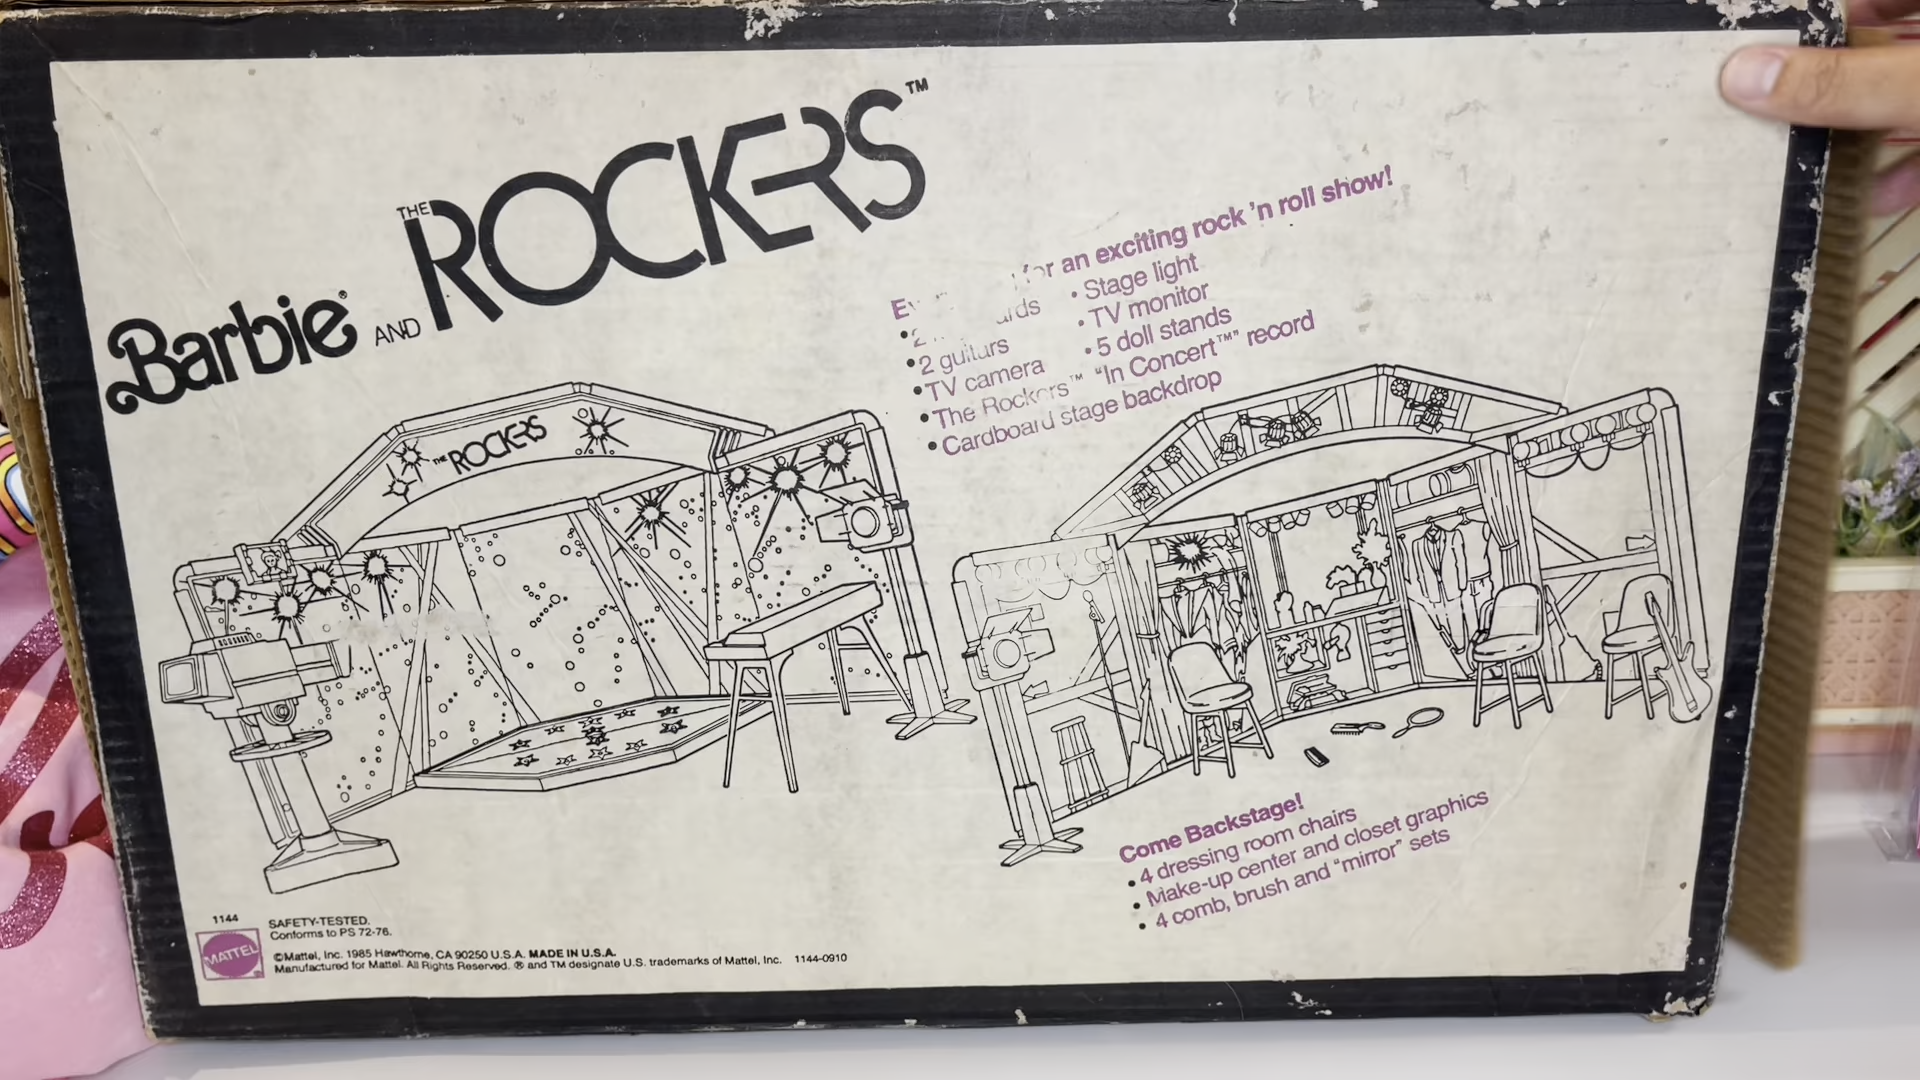 Barbie® AND THE ROCKERS™
for an exciting rock 'n roll show!
• 2
• 2 guitars
• TV camera
• Stage light
• TV monitor
• 5 doll stands
• The Rockers™ "In Concert™" record
• Cardboard stage backdrop
THE ROCKERS
Come Backstage!
• 4 dressing room chairs
• Make-up center and closet graphics
• 4 comb, brush and "mirror" sets
1144
SAFETY-TESTED.
Conforms to PS 72-76.
MATTEL®
©Mattel, Inc. 1985 Hawthorne, CA 90250 U.S.A. MADE IN U.S.A.
Manufactured for Mattel. All Rights Reserved. ® and TM designate U.S. trademarks of Mattel, Inc. 1144-0910